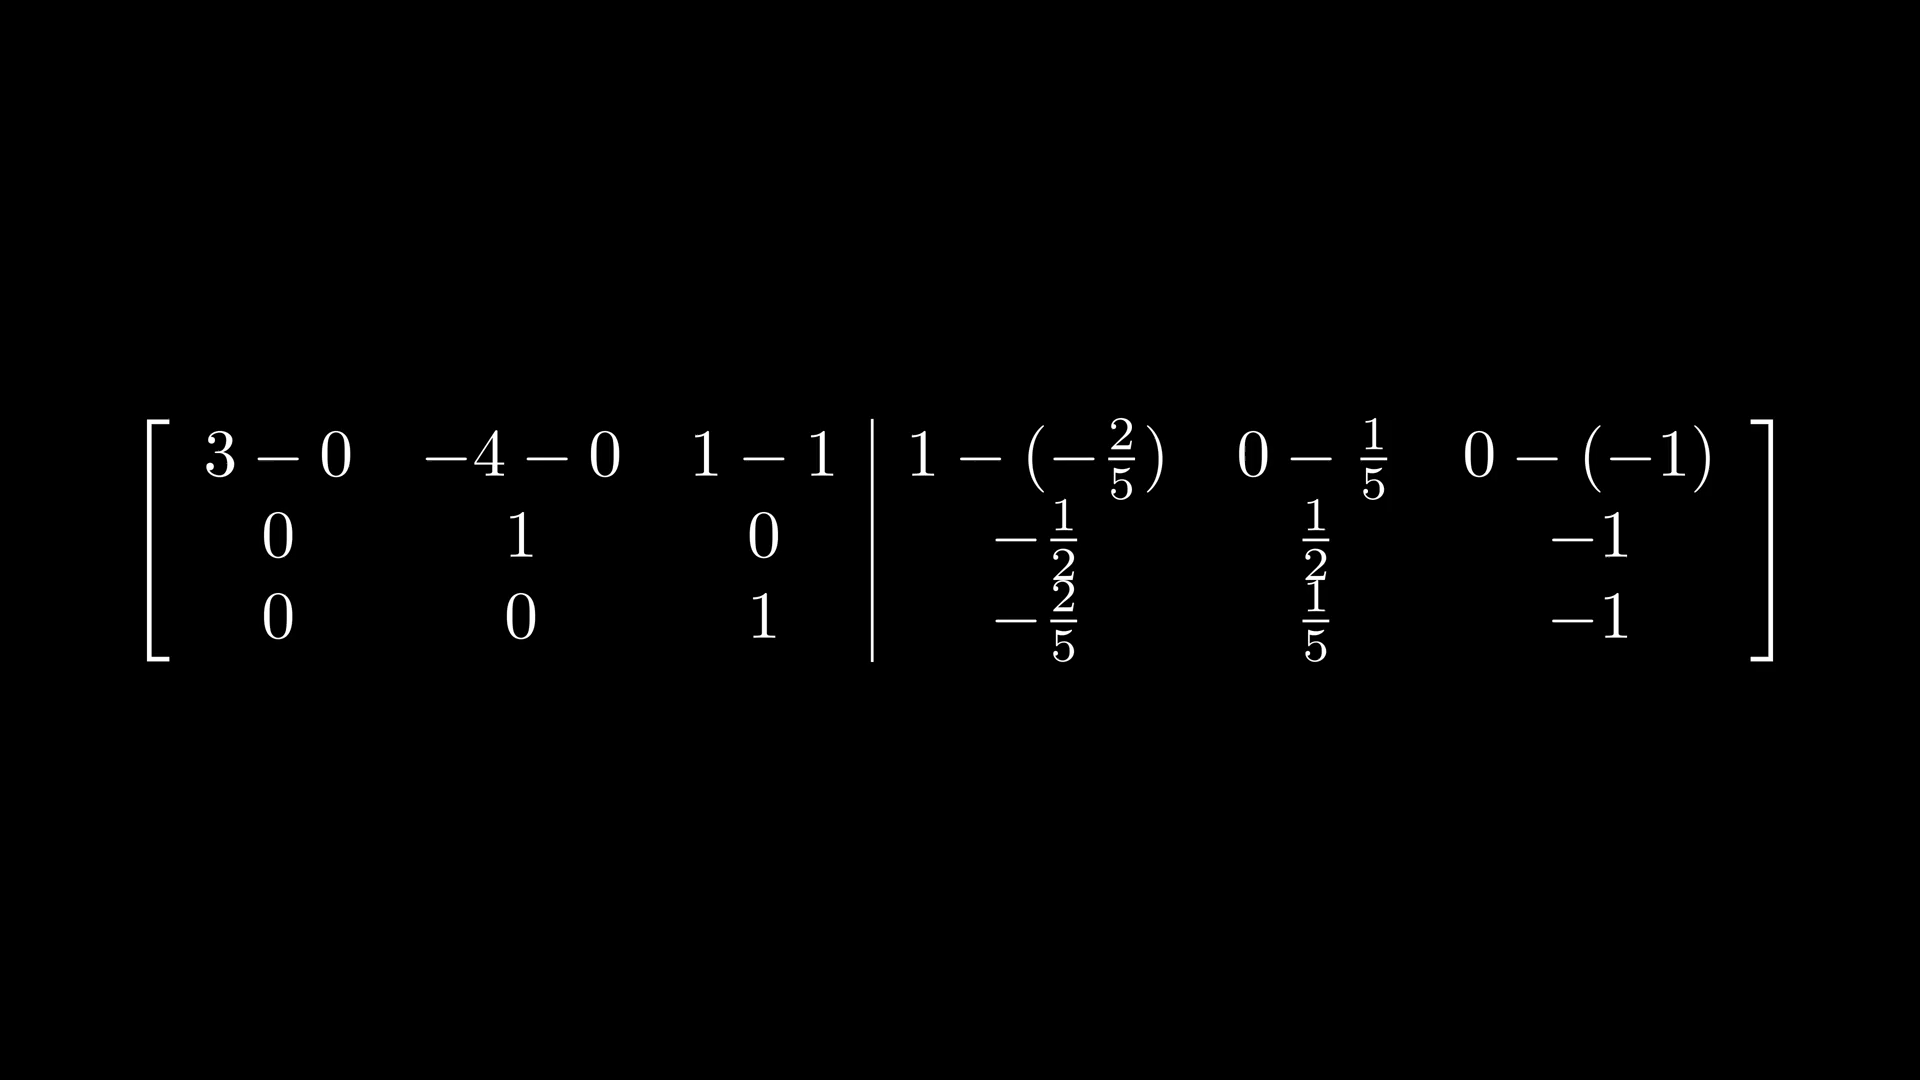 3 − 0 −4 − 0 1 − 1 | 1 − (−2/5) 0 − 1/5 0 − (−1)
0 1 0 | −1/2 1/2 −1
0 0 1 | −2/5 1/5 −1